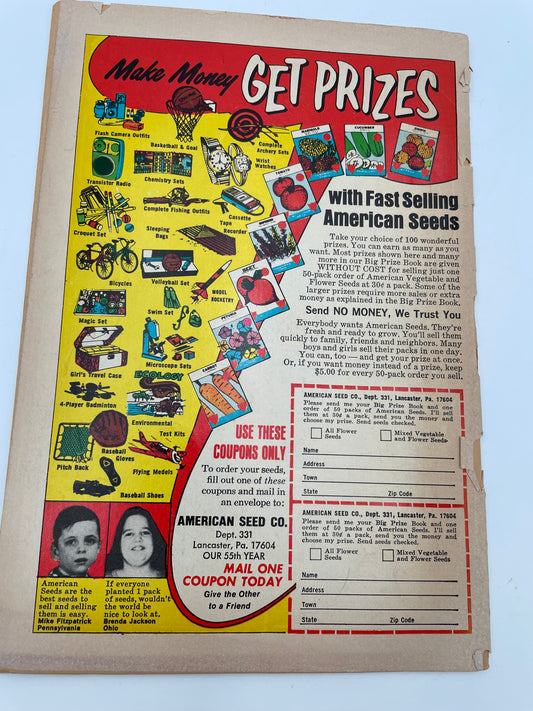 Make Money GET PRIZES
Flash Camera Outfits
Basketball & Goal
Complete
Archery Sets
Wrist
Watches
Transistor Radio
Chemistry Sets
Complete Fishing Outfits
Cassette
Tape
Recorder
Croquet Set
Sleeping
Bags
Bicycles
Volleyball Set
MODEL
ROCKETRY
Magic Set
Swim Set
Girl's Travel Case
Microscope Sets
ECOLOGY
4-Player Badminton
Environmental
Test Kits
Pitch Back
Baseball
Gloves
Flying Models
Baseball Shoes
CUCUMBER
TOMATO
BEET
PETUNIA
CARROT
with Fast Selling
American Seeds
Take your choice of 100 wonderful
prizes. You can earn as many as you
want. Most prizes shown here and many
more in our Big Prize Book are given
WITHOUT COST for selling just one
50-pack order of American Vegetable and
Flower Seeds at 30¢ a pack. Some of the
larger prizes require more sales or extra
money as explained in the Big Prize Book.
Send NO MONEY, We Trust You
Everybody wants American Seeds. They're
fresh and ready to grow. You'll sell them
quickly to family, friends and neighbors. Many
boys and girls sell their packs in one day.
You can, too — and get your prize at once.
Or, if you want money instead of a prize, keep
$5.00 for every 50-pack order you sell.
USE THESE
COUPONS ONLY
To order your seeds,
fill out one of these
coupons and mail in
an envelope to:
AMERICAN SEED CO.
Dept. 331
Lancaster, Pa. 17604
OUR 55th YEAR
MAIL ONE
COUPON TODAY
Give the Other
to a Friend
AMERICAN SEED CO., Dept. 331, Lancaster, Pa. 17604
Please send me your Big Prize Book and one
order of 50 packs of American Seeds. I'll sell
them at 30¢ a pack, send you the money and
choose my prize. Send seeds checked.
All Flower
Seeds
Mixed Vegetable
and Flower Seeds
Name
Address
Town
State Zip Code
AMERICAN SEED CO., Dept. 331, Lancaster, Pa. 17604
Please send me your Big Prize Book and one
order of 50 packs of American Seeds. I'll sell
them at 30¢ a pack, send you the money and
choose my prize. Send seeds checked.
All Flower
Seeds
Mixed Vegetable
and Flower Seeds
Name
Address
Town
State Zip Code
American
Seeds are the
best seeds to
sell and selling
them is easy.
Mike Fitzpatrick
Pennsylvania
If everyone
planted 1 pack
of seeds, wouldn't
the world be
nice to look at.
Brenda Jackson
Ohio